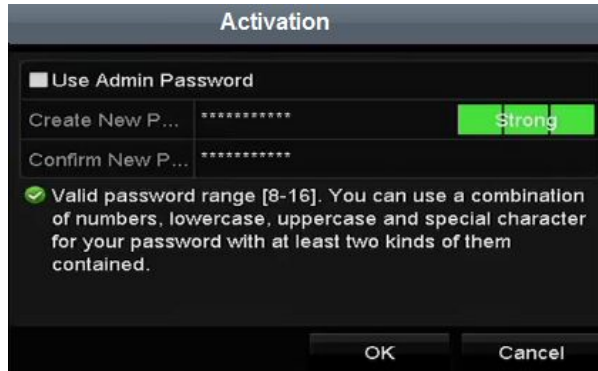 Activation
Use Admin Password
Create New P... *********** Strong
Confirm New P... ***********
Valid password range [8-16]. You can use a combination
of numbers, lowercase, uppercase and special character
for your password with at least two kinds of them
contained.
OK Cancel